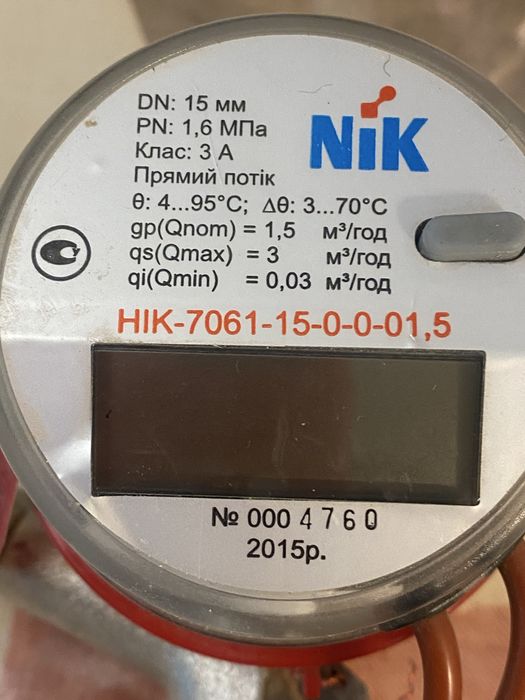 NiK
DN: 15 мм
PN: 1,6 МПа
Клас: 3 А
Прямий потік
θ: 4...95°C; Δθ: 3...70°C
gp(Qnom) = 1,5 м³/год
qs(Qmax) = 3 м³/год
qi(Qmin) = 0,03 м³/год
НІК-7061-15-0-0-01,5
№ 000 4760
2015р.